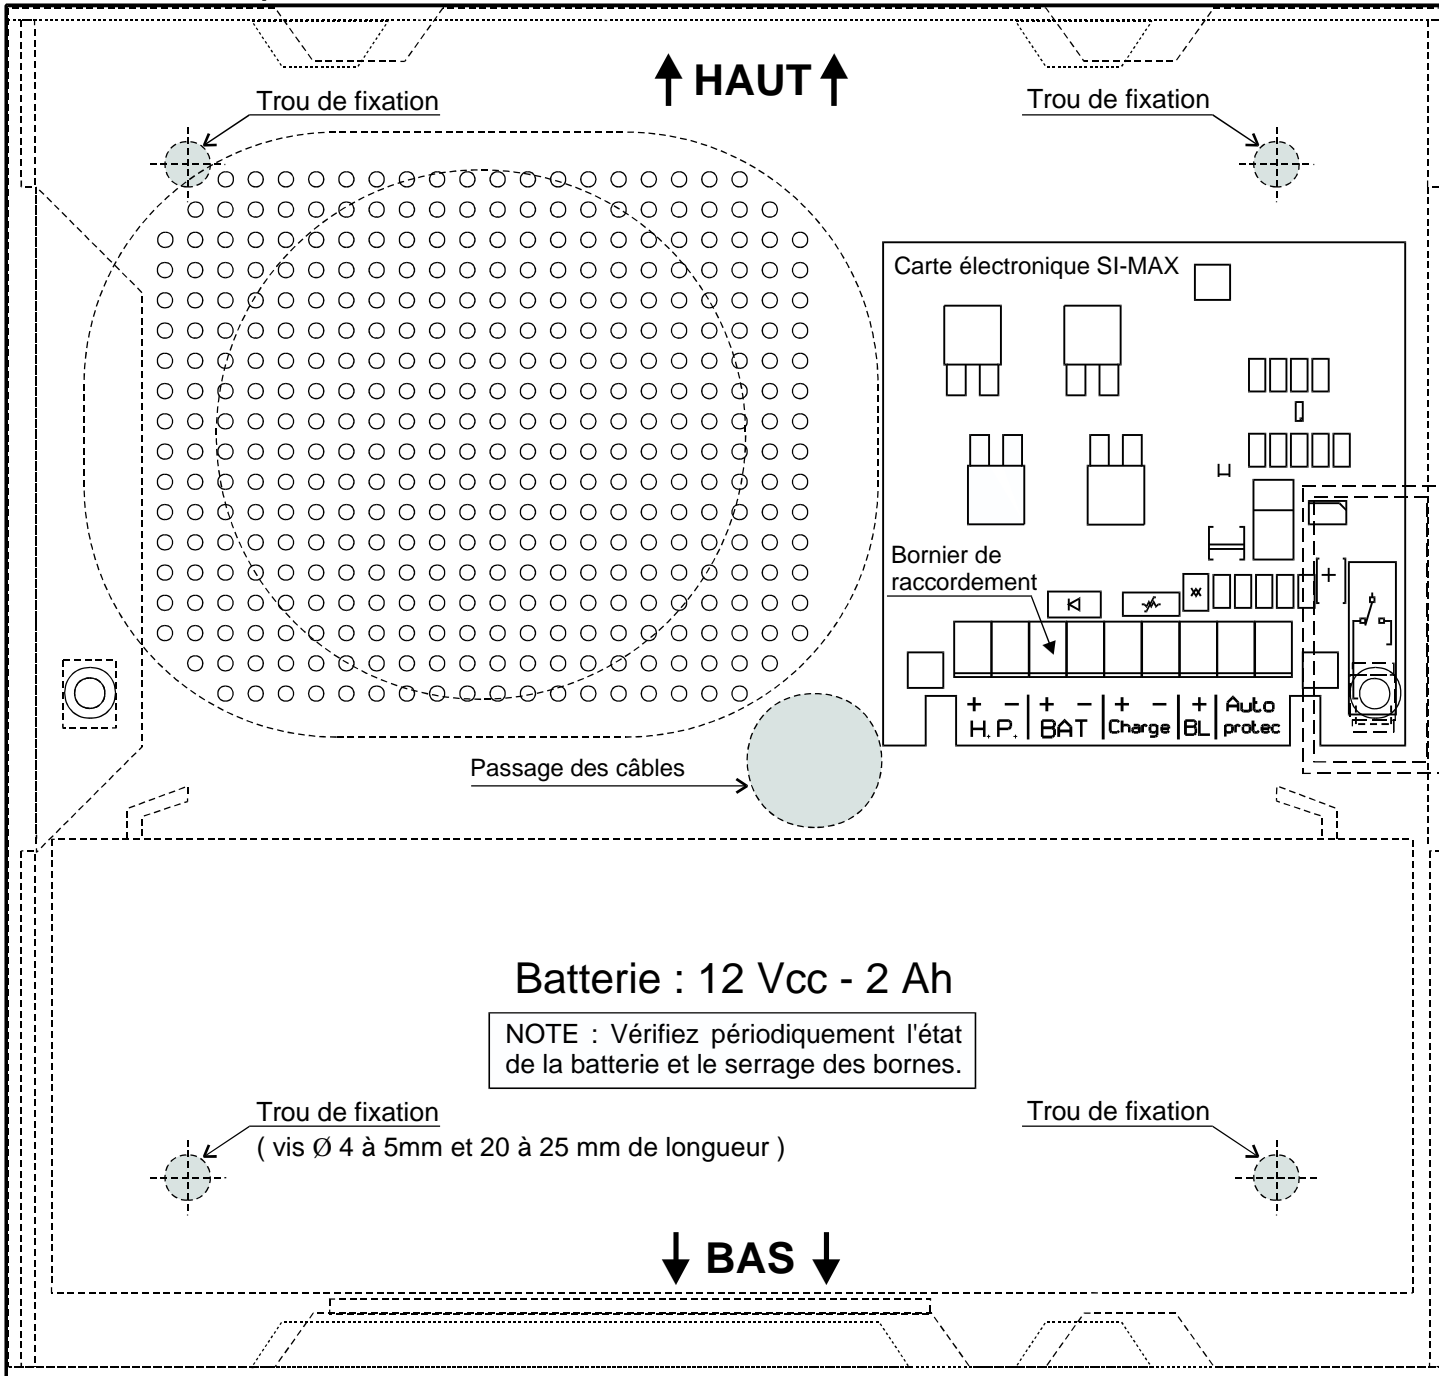 HAUT
Trou de fixation
Trou de fixation
Carte électronique SI-MAX
Bornier de
raccordement
+ - + - + - + Auto
H. P. BAT Charge BL protec
Passage des câbles
Batterie : 12 Vcc - 2 Ah
NOTE : Vérifiez périodiquement l'état
de la batterie et le serrage des bornes.
Trou de fixation
( vis Ø 4 à 5mm et 20 à 25 mm de longueur )
Trou de fixation
BAS